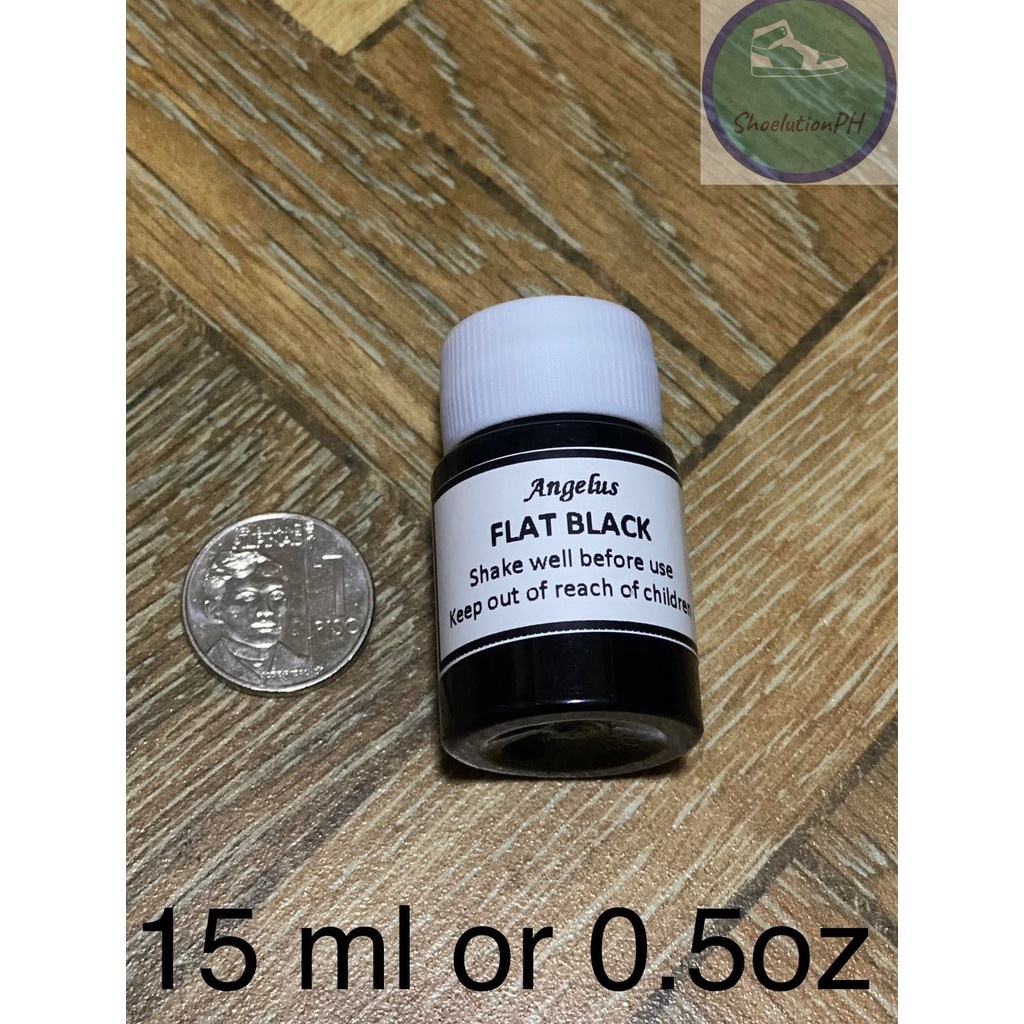 ShoelutionPH
Angelus
FLAT BLACK
Shake well before use
Keep out of reach of children
1
PISO
15 ml or 0.5oz